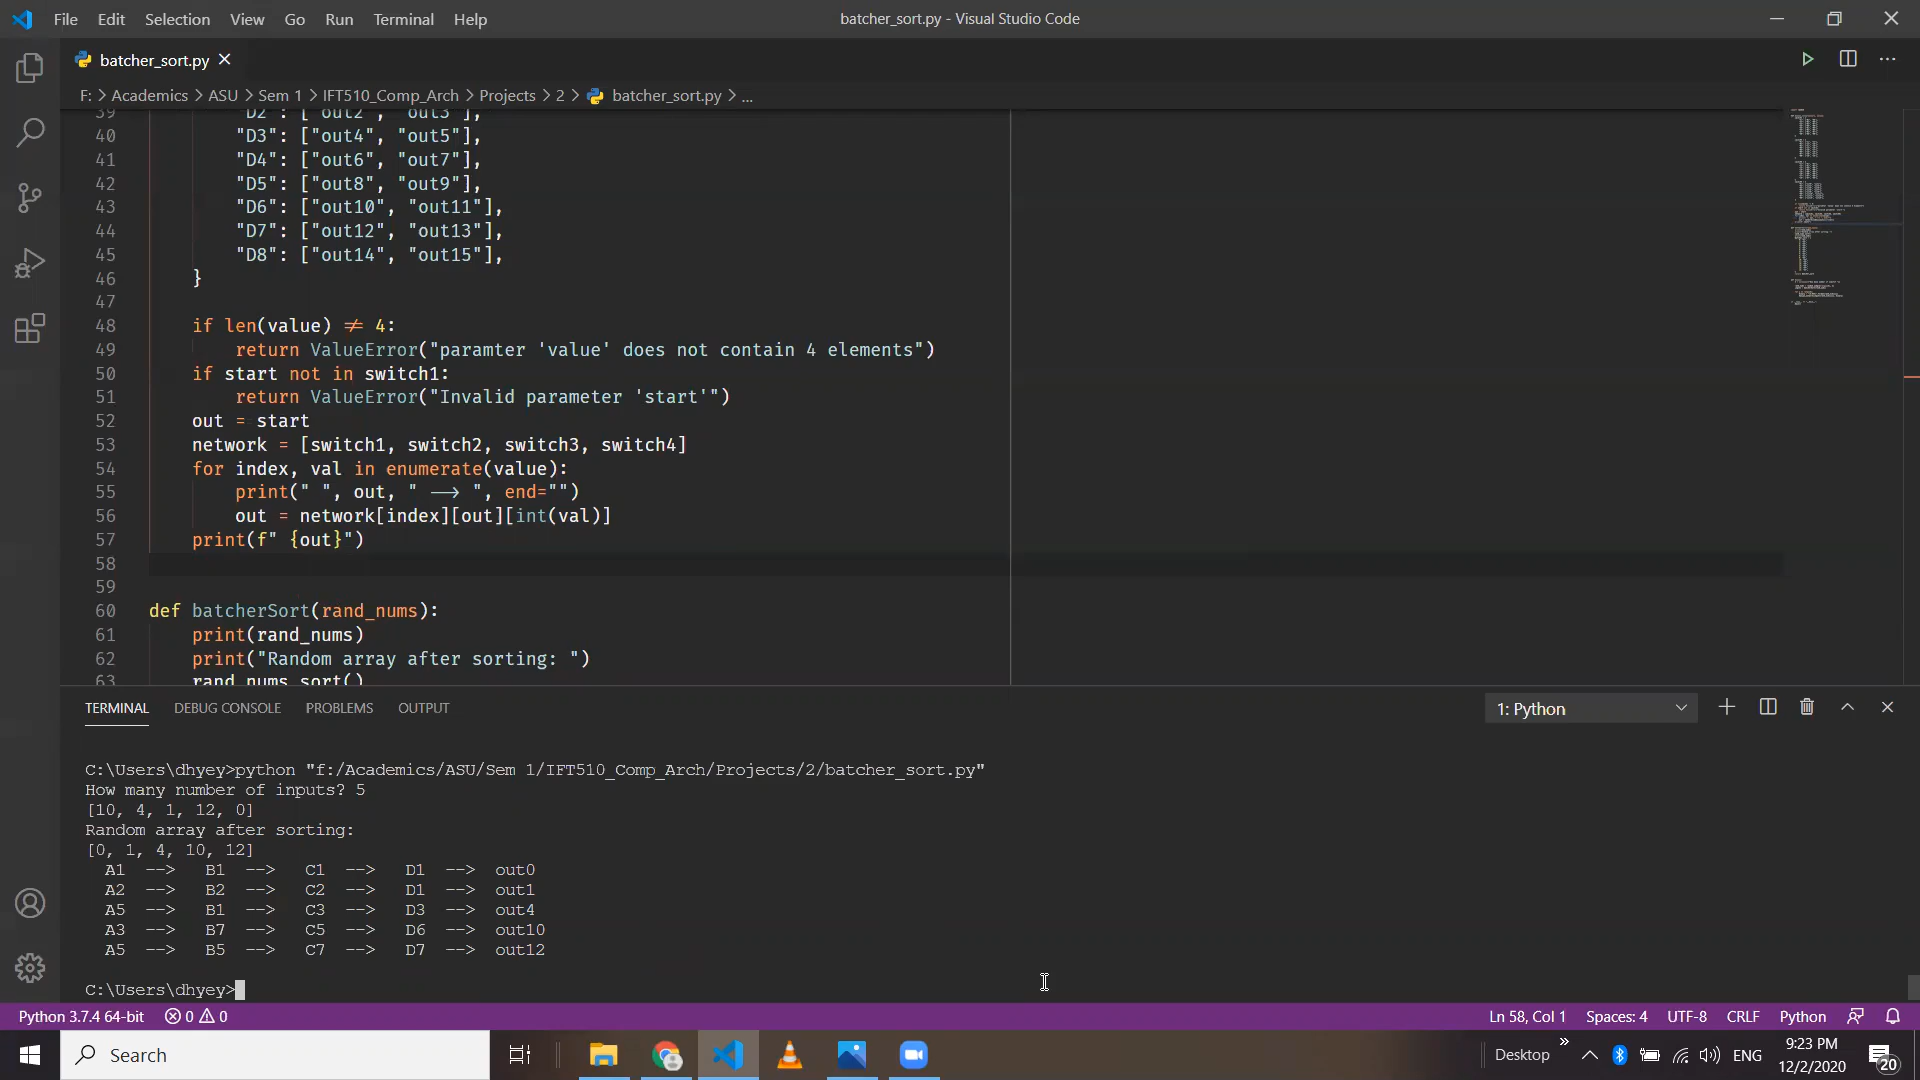 File Edit Selection View Go Run Terminal Help
batcher_sort.py - Visual Studio Code
batcher_sort.py
F: > Academics > ASU > Sem 1 > IFT510_Comp_Arch > Projects > 2 > batcher_sort.py > ...
39 "D2": ["out2", "out3"],
40 "D3": ["out4", "out5"],
41 "D4": ["out6", "out7"],
42 "D5": ["out8", "out9"],
43 "D6": ["out10", "out11"],
44 "D7": ["out12", "out13"],
45 "D8": ["out14", "out15"],
46 }
47
48 if len(value) ≠ 4:
49 return ValueError("paramter 'value' does not contain 4 elements")
50 if start not in switch1:
51 return ValueError("Invalid parameter 'start'")
52 out = start
53 network = [switch1, switch2, switch3, switch4]
54 for index, val in enumerate(value):
55 print(" ", out, " ⟶ ", end="")
56 out = network[index][out][int(val)]
57 print(f" {out}")
58
59
60 def batcherSort(rand_nums):
61 print(rand_nums)
62 print("Random array after sorting: ")
63 rand_nums.sort()
TERMINAL DEBUG CONSOLE PROBLEMS OUTPUT
1: Python
C:\Users\dhyey>python "f:/Academics/ASU/Sem 1/IFT510_Comp_Arch/Projects/2/batcher_sort.py"
How many number of inputs? 5
[10, 4, 1, 12, 0]
Random array after sorting:
[0, 1, 4, 10, 12]
A1 --> B1 --> C1 --> D1 --> out0
A2 --> B2 --> C2 --> D1 --> out1
A5 --> B1 --> C3 --> D3 --> out4
A3 --> B7 --> C5 --> D6 --> out10
A5 --> B5 --> C7 --> D7 --> out12
C:\Users\dhyey>
Python 3.7.4 64-bit 0 0 Ln 58, Col 1 Spaces: 4 UTF-8 CRLF Python
Search
Desktop » ENG
9:23 PM
12/2/2020
20